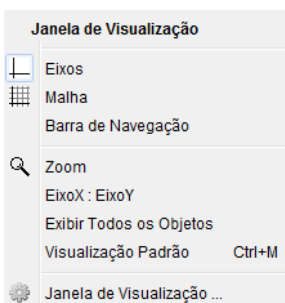 Janela de Visualização
Eixos
Malha
Barra de Navegação
Zoom
EixoX : EixoY
Exibir Todos os Objetos
Visualização Padrão Ctrl+M
Janela de Visualização ...